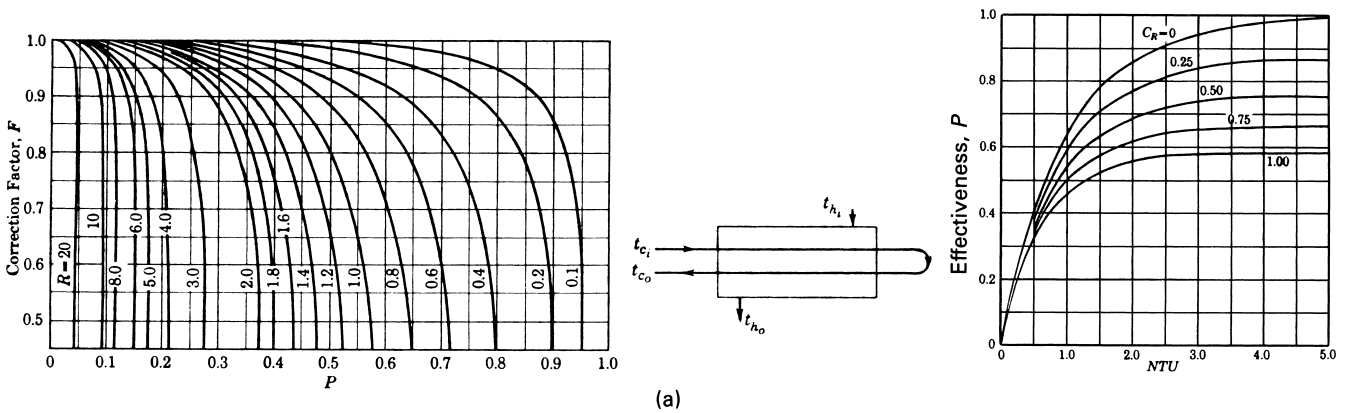 Correction Factor, F
1.0
0.9
0.8
0.7
0.6
0.5
R=20
10
8.0
6.0
5.0
4.0
3.0
2.0
1.8
1.6
1.4
1.2
1.0
0.8
0.6
0.4
0.2
0.1
0 0.1 0.2 0.3 0.4 0.5 0.6 0.7 0.8 0.9 1.0
P
t_{h_i}
t_{c_i}
t_{c_o}
t_{h_o}
Effectiveness, P
1.0
0.8
0.6
0.4
0.2
0
C_R=0
0.25
0.50
0.75
1.00
0 1.0 2.0 3.0 4.0 5.0
NTU
(a)